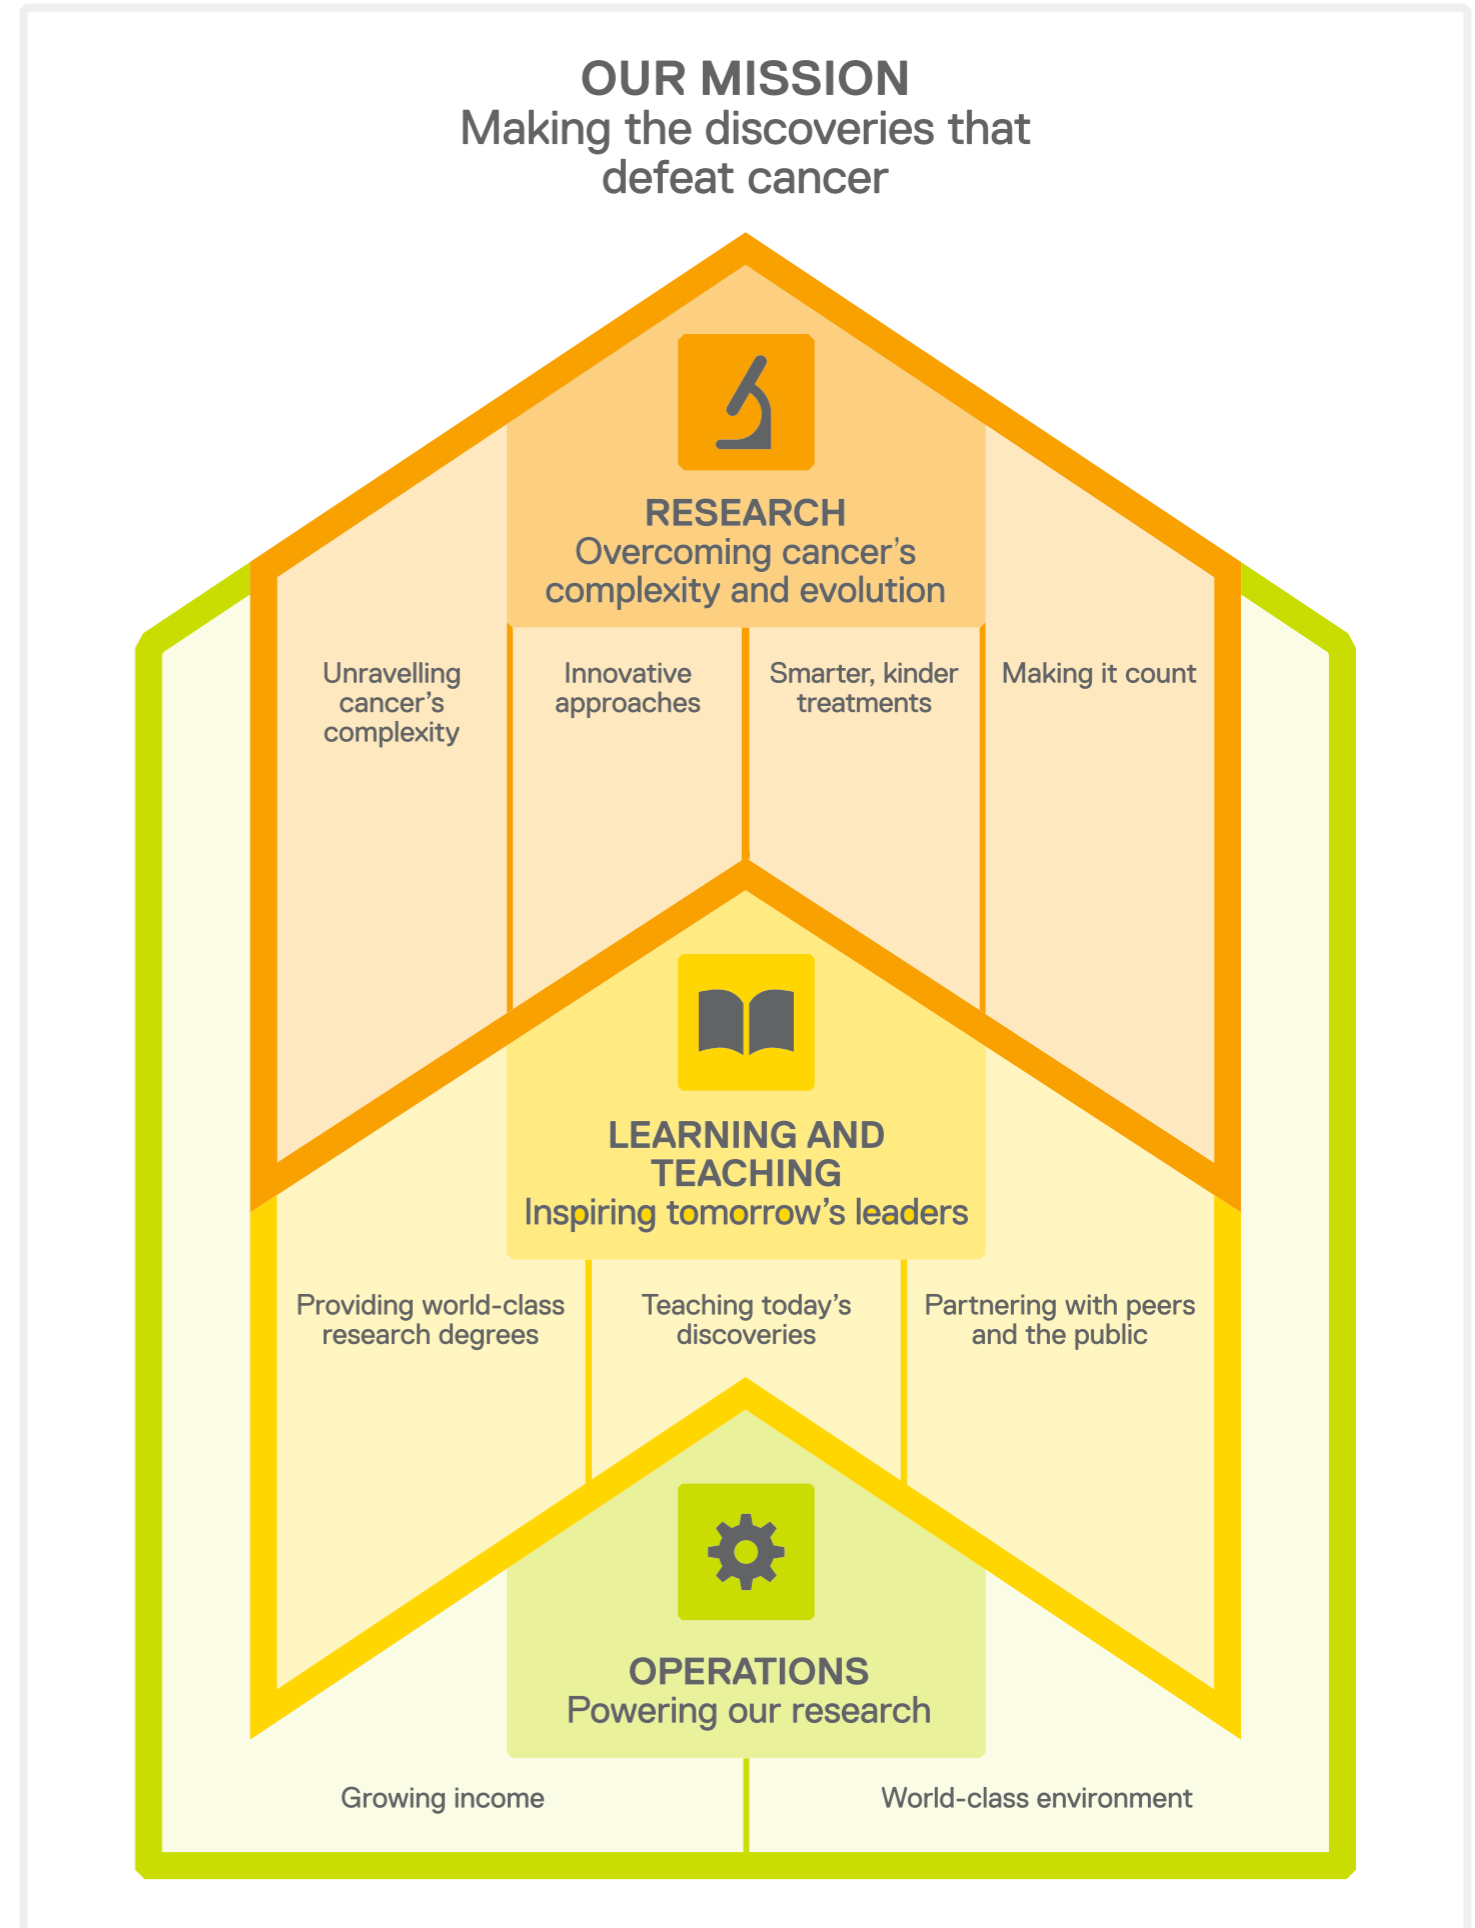 OUR MISSION
Making the discoveries that
defeat cancer
RESEARCH
Overcoming cancer’s
complexity and evolution
Unravelling
cancer’s
complexity
Innovative
approaches
Smarter, kinder
treatments
Making it count
LEARNING AND
TEACHING
Inspiring tomorrow’s leaders
Providing world-class
research degrees
Teaching today’s
discoveries
Partnering with peers
and the public
OPERATIONS
Powering our research
Growing income
World-class environment